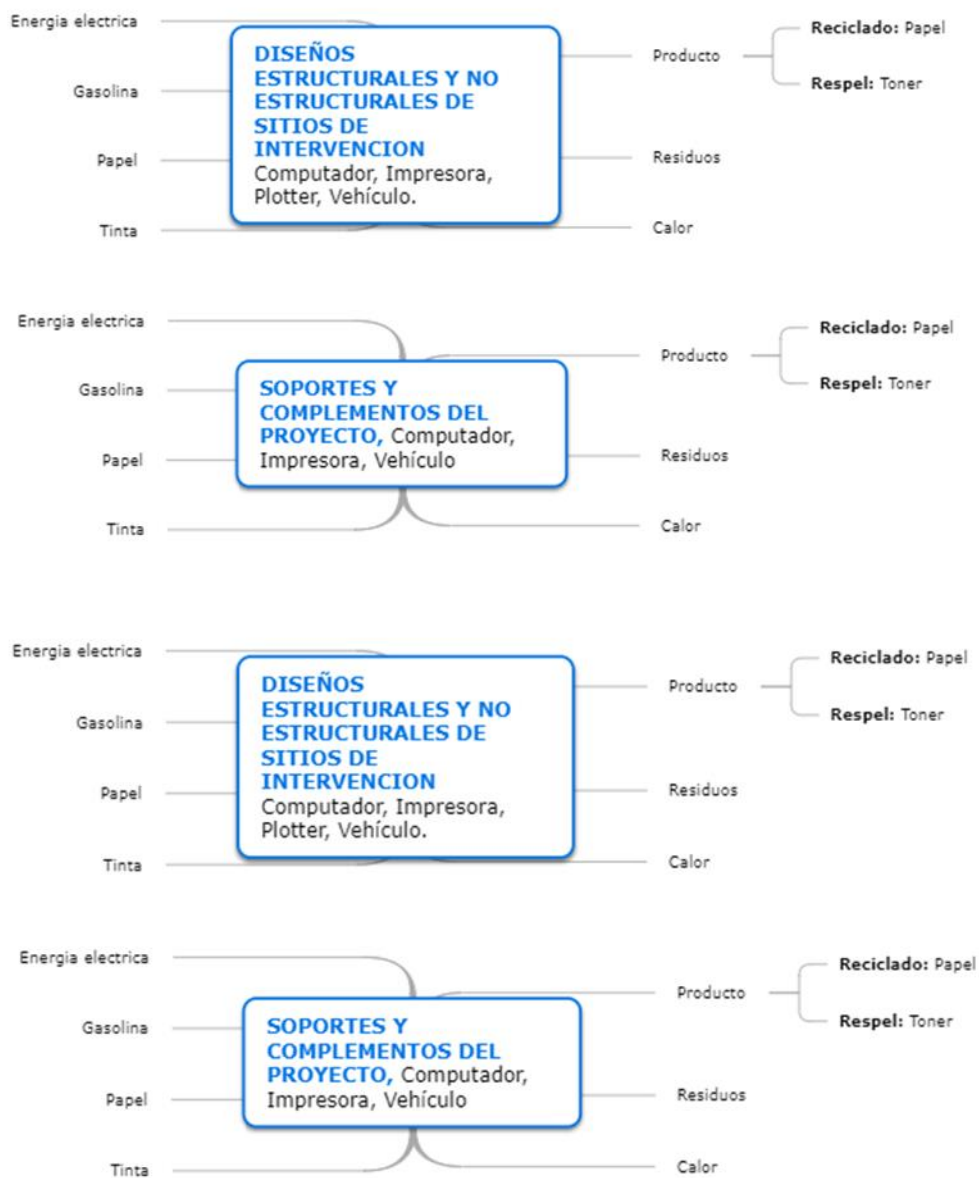 Energia electrica
Gasolina
Papel
Tinta
DISEÑOS
ESTRUCTURALES Y NO
ESTRUCTURALES DE
SITIOS DE
INTERVENCION
Computador, Impresora,
Plotter, Vehículo.
Producto
Reciclado: Papel
Respel: Toner
Residuos
Calor
Energia electrica
Gasolina
Papel
Tinta
SOPORTES Y
COMPLEMENTOS DEL
PROYECTO, Computador,
Impresora, Vehículo
Producto
Reciclado: Papel
Respel: Toner
Residuos
Calor
Energia electrica
Gasolina
Papel
Tinta
DISEÑOS
ESTRUCTURALES Y NO
ESTRUCTURALES DE
SITIOS DE
INTERVENCION
Computador, Impresora,
Plotter, Vehículo.
Producto
Reciclado: Papel
Respel: Toner
Residuos
Calor
Energia electrica
Gasolina
Papel
Tinta
SOPORTES Y
COMPLEMENTOS DEL
PROYECTO, Computador,
Impresora, Vehículo
Producto
Reciclado: Papel
Respel: Toner
Residuos
Calor